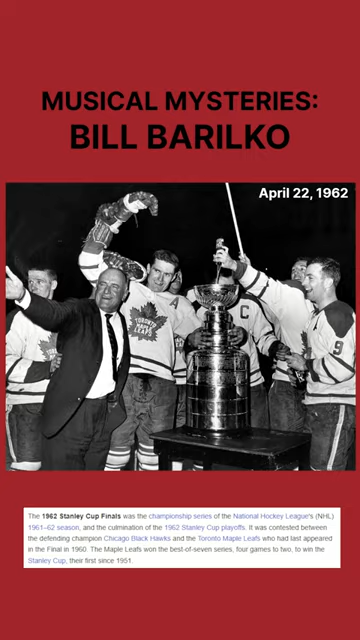 MUSICAL MYSTERIES:
BILL BARILKO
April 22, 1962
TORONTO
MAPLE
LEAFS
A
C
A
9
The 1962 Stanley Cup Finals was the championship series of the National Hockey League's (NHL)
1961–62 season, and the culmination of the 1962 Stanley Cup playoffs. It was contested between
the defending champion Chicago Black Hawks and the Toronto Maple Leafs who had last appeared
in the Final in 1960. The Maple Leafs won the best-of-seven series, four games to two, to win the
Stanley Cup, their first since 1951.